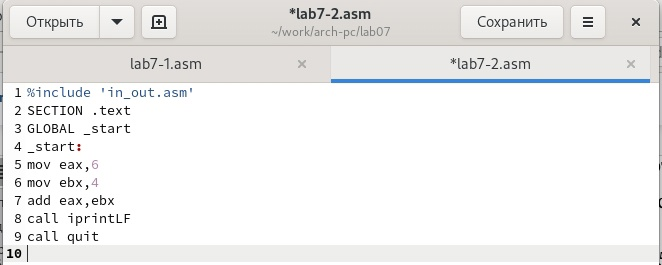 Открыть
*lab7-2.asm
~/work/arch-pc/lab07
Сохранить
lab7-1.asm
*lab7-2.asm
1 %include 'in_out.asm'
2 SECTION .text
3 GLOBAL _start
4 _start:
5 mov eax,6
6 mov ebx,4
7 add eax,ebx
8 call iprintLF
9 call quit
10